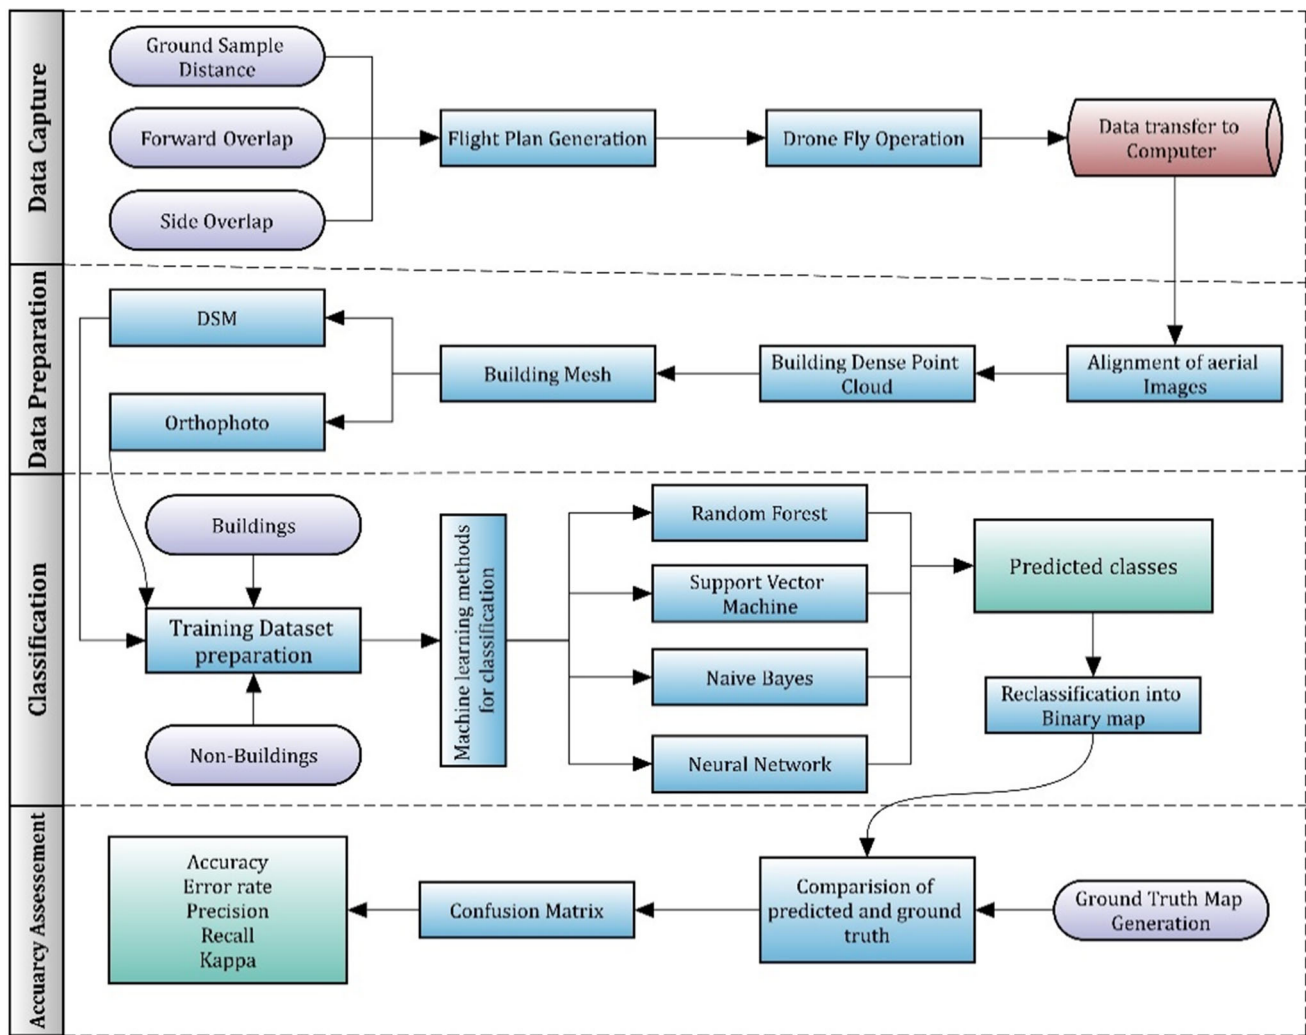 Data Capture
Ground Sample
Distance
Forward Overlap
Side Overlap
Flight Plan Generation
Drone Fly Operation
Data transfer to
Computer
Data Preparation
DSM
Orthophoto
Building Mesh
Building Dense Point
Cloud
Alignment of aerial
Images
Classification
Buildings
Training Dataset
preparation
Non-Buildings
Machine learning methods
for classification
Random Forest
Support Vector
Machine
Naive Bayes
Neural Network
Predicted classes
Reclassification into
Binary map
Accuarcy Assessement
Accuracy
Error rate
Precision
Recall
Kappa
Confusion Matrix
Comparision of
predicted and ground
truth
Ground Truth Map
Generation